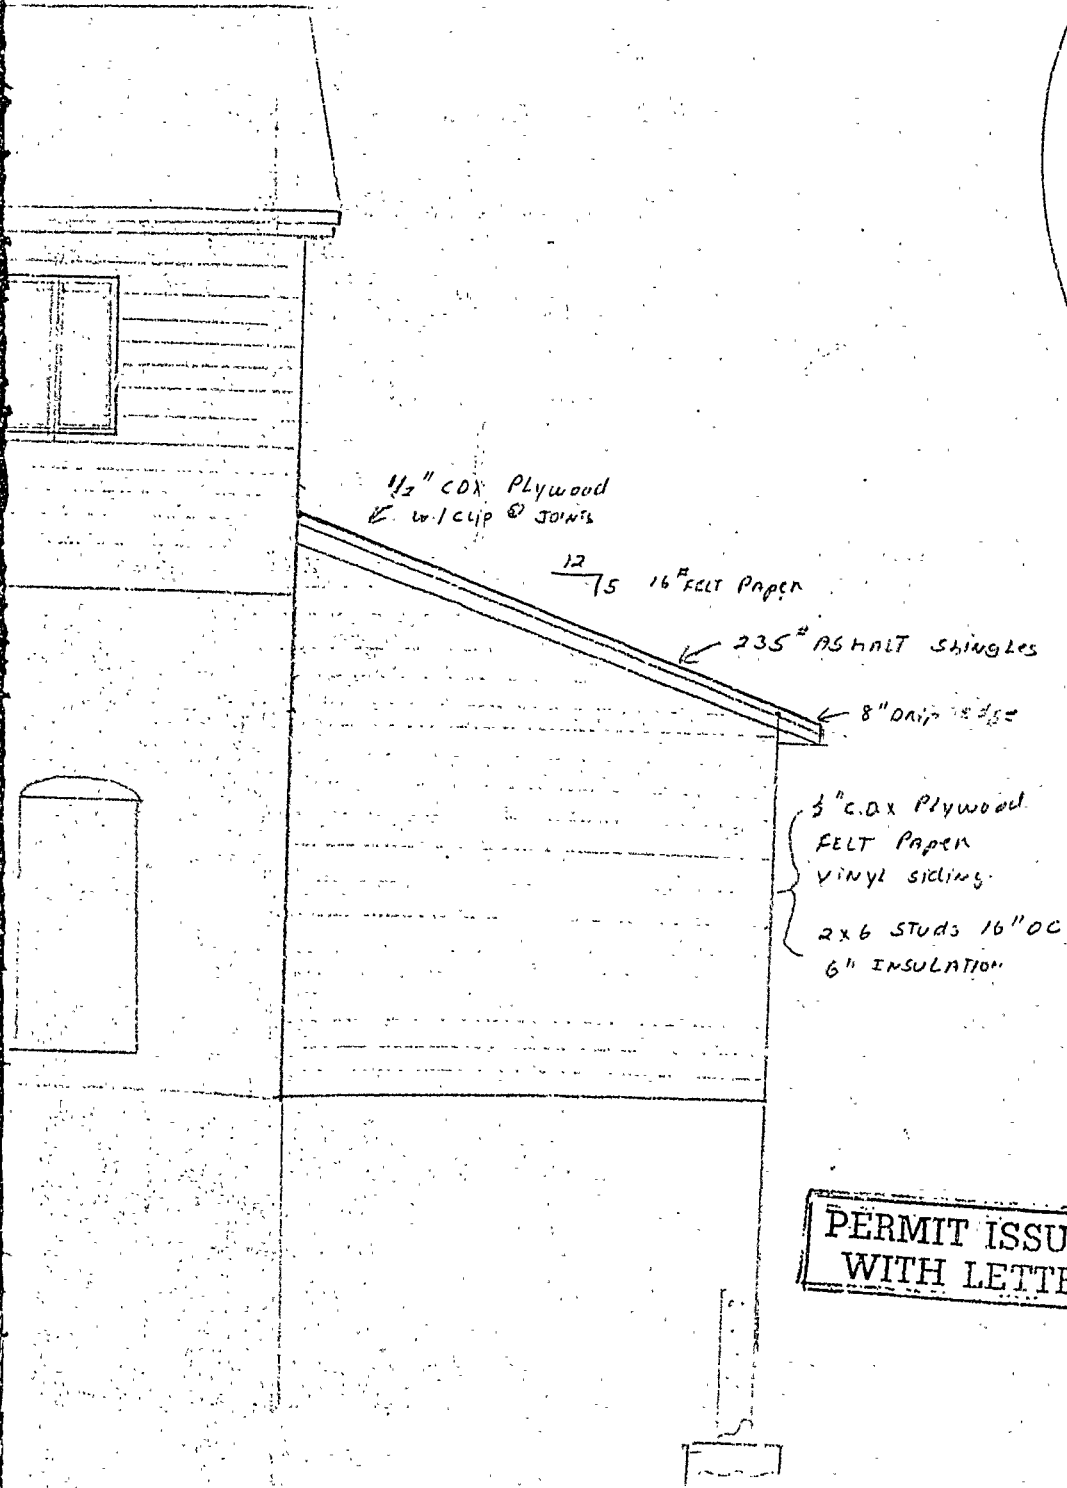 1/2" CDX Plywood
w/ CLIP @ JOINTS
12
5 16# FELT PAPER
235# ASHALT Shingles
8" DRIP EDGE
C.D.X Plywood
FELT PAPER
VINYL Siding
2x6 STUDS 16" OC
6" INSULATION
PERMIT ISSU
WITH LETTE